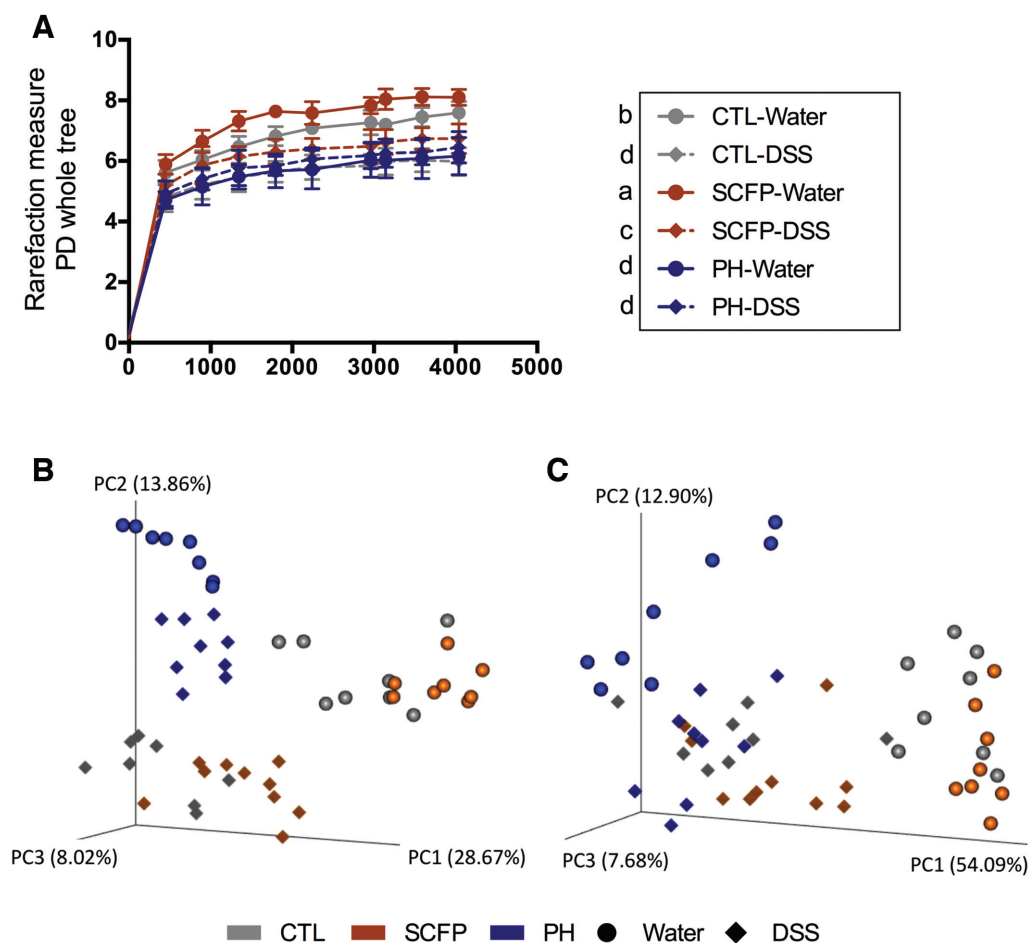 A
10
8
6
4
2
0
Rarefaction measure
PD whole tree
0 1000 2000 3000 4000 5000
b CTL-Water
d CTL-DSS
a SCFP-Water
c SCFP-DSS
d PH-Water
d PH-DSS
B
PC2 (13.86%)
PC3 (8.02%)
PC1 (28.67%)
C
PC2 (12.90%)
PC3 (7.68%)
PC1 (54.09%)
CTL SCFP PH Water DSS